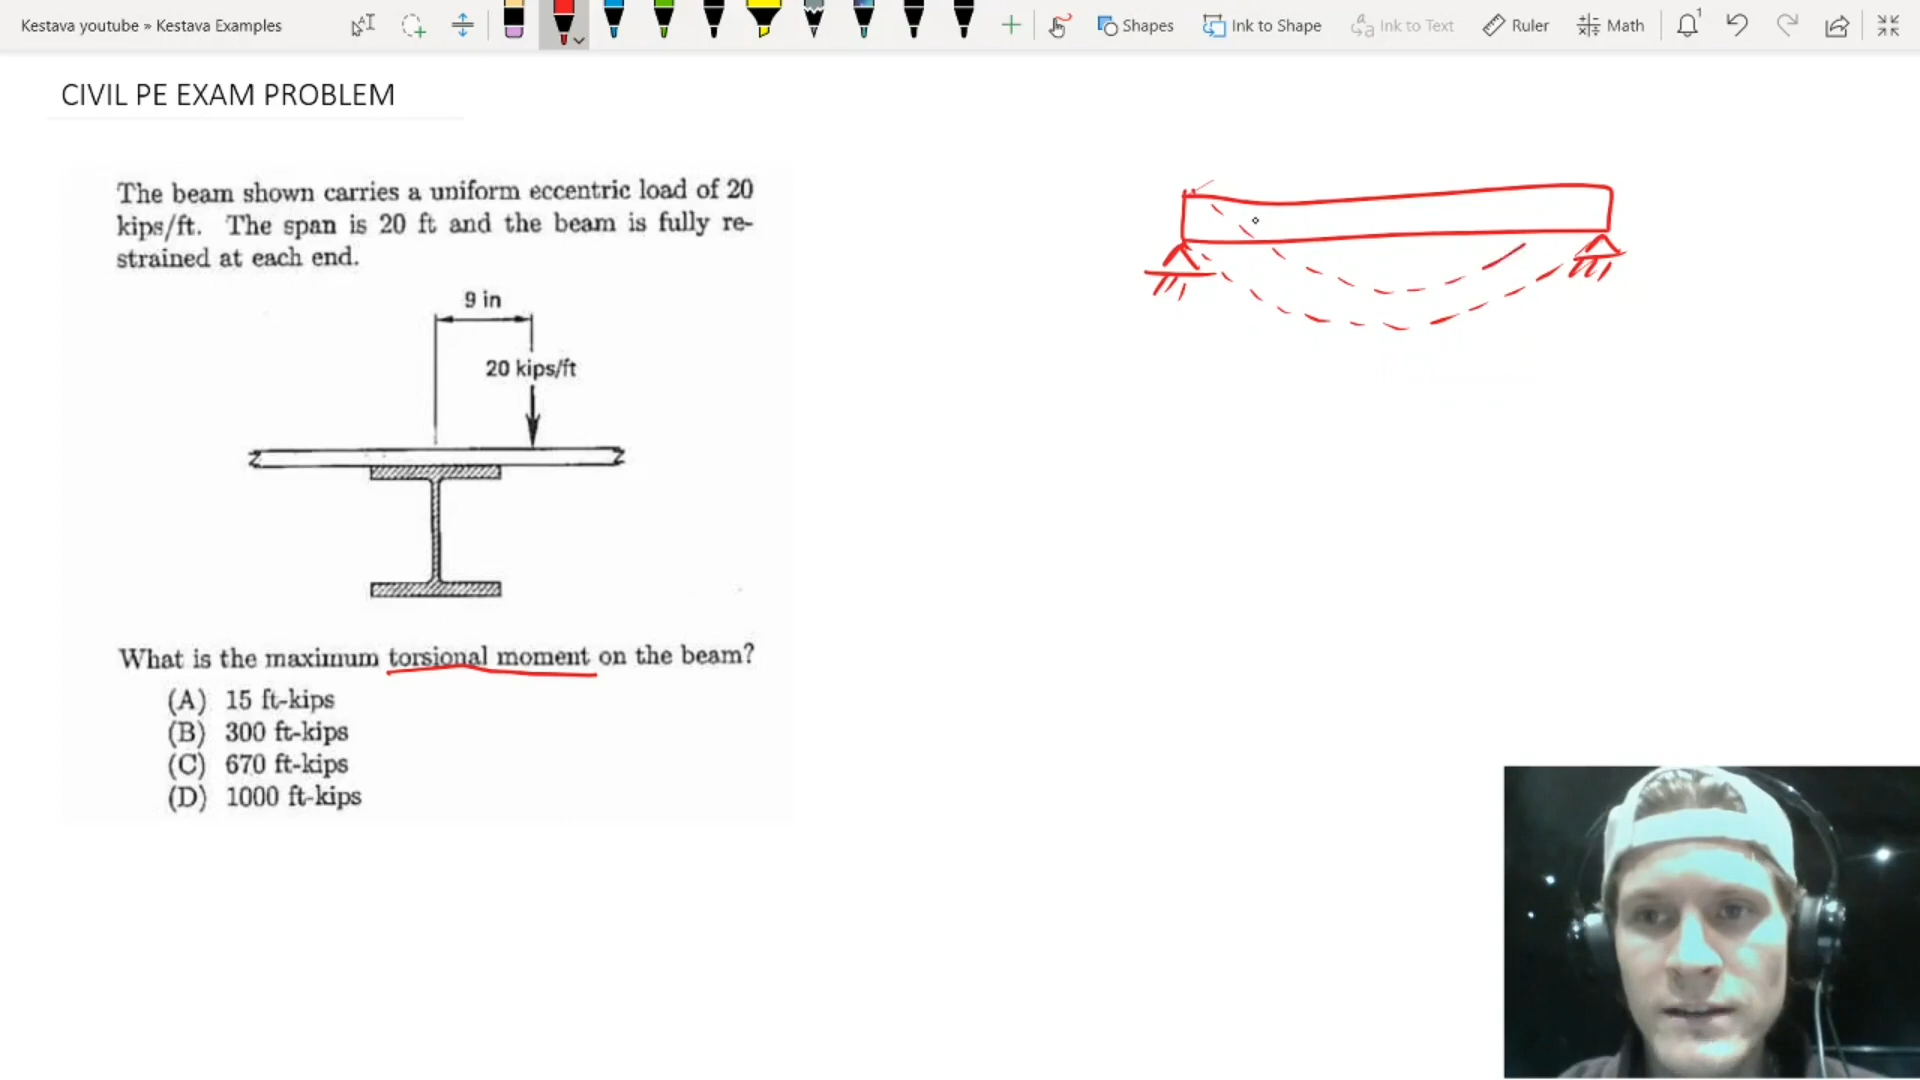 Kestava youtube » Kestava Examples
Shapes
Ink to Shape
Ink to Text
Ruler
Math
1
CIVIL PE EXAM PROBLEM
The beam shown carries a uniform eccentric load of 20
kips/ft. The span is 20 ft and the beam is fully re-
strained at each end.
9 in
20 kips/ft
What is the maximum torsional moment on the beam?
(A) 15 ft-kips
(B) 300 ft-kips
(C) 670 ft-kips
(D) 1000 ft-kips